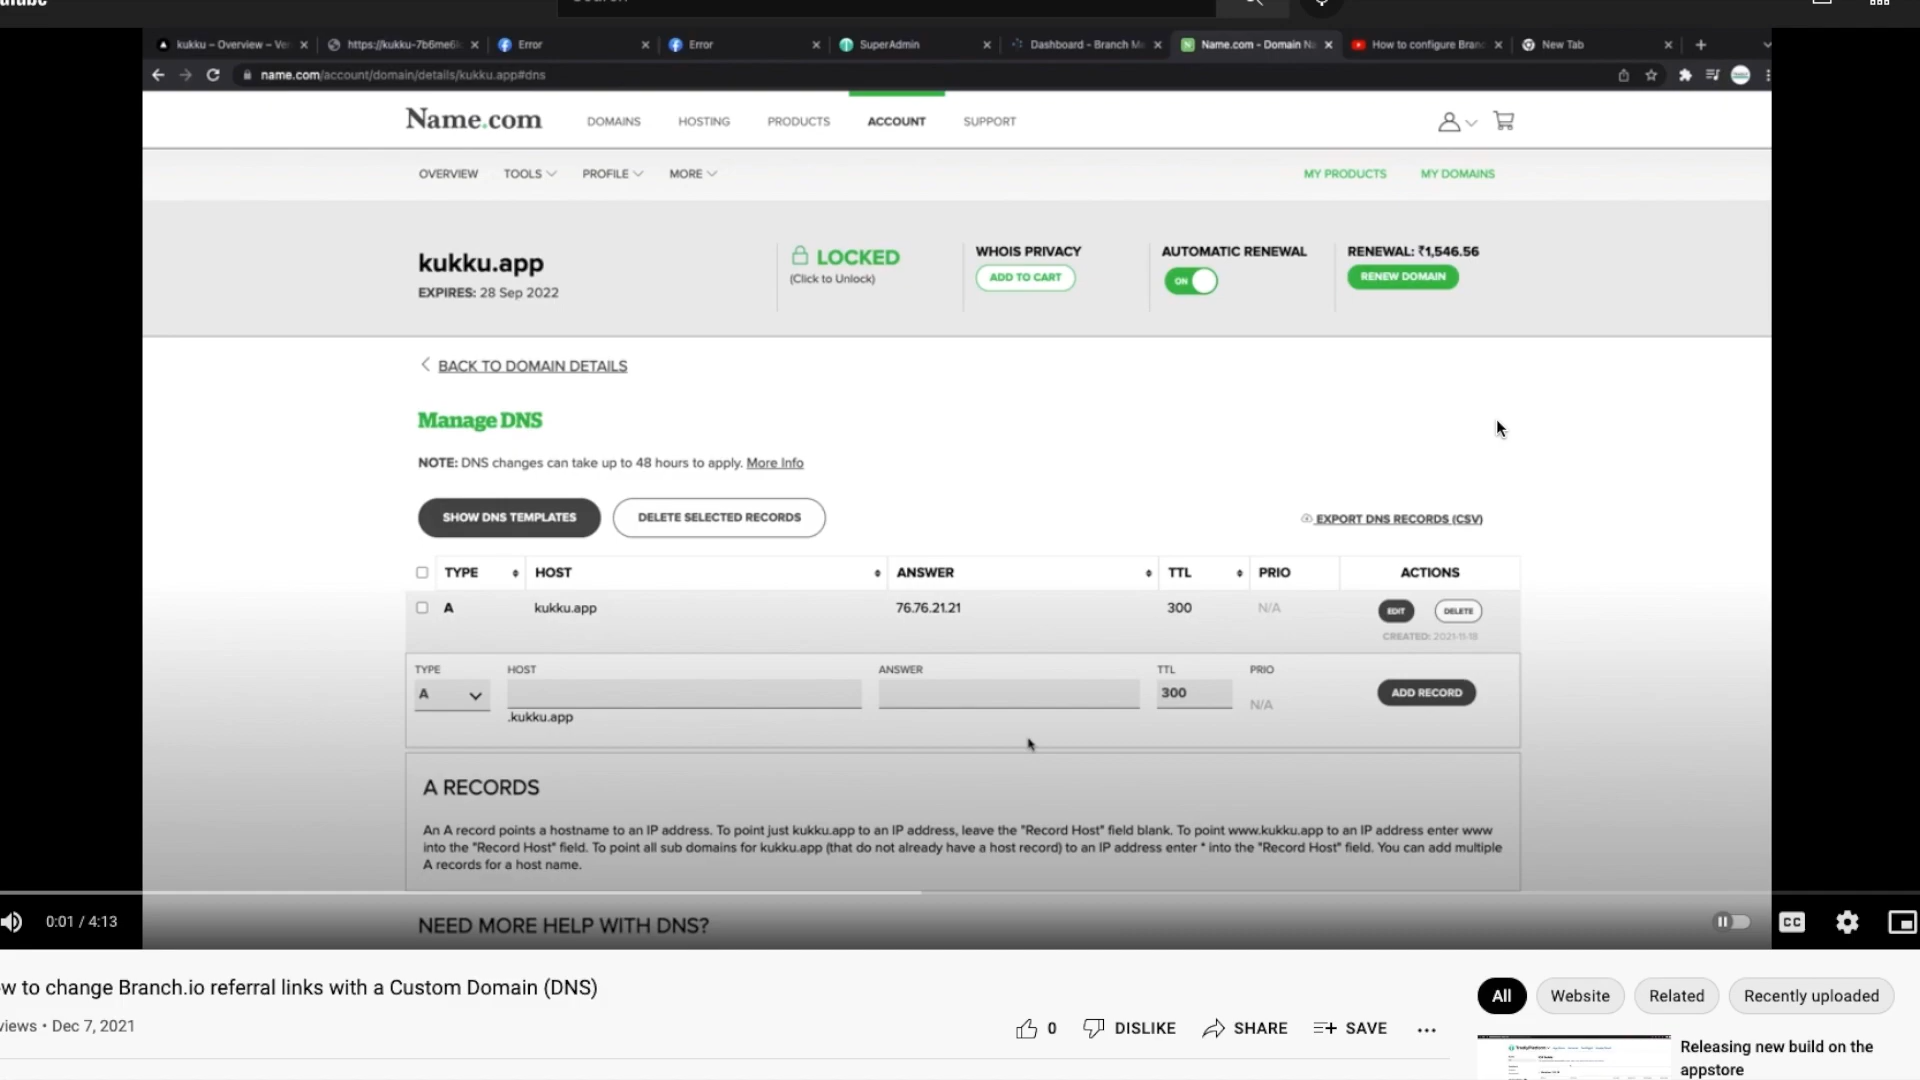 kukku – Overview – Ve
https://kukku-7b6me6
Error
Error
SuperAdmin
Dashboard - Branch M
Name.com - Domain N
How to configure Bran
New Tab
name.com/account/domain/details/kukku.app#dns
Name.com
DOMAINS
HOSTING
PRODUCTS
ACCOUNT
SUPPORT
OVERVIEW
TOOLS
PROFILE
MORE
MY PRODUCTS
MY DOMAINS
kukku.app
EXPIRES: 28 Sep 2022
LOCKED
(Click to Unlock)
WHOIS PRIVACY
ADD TO CART
AUTOMATIC RENEWAL
ON
RENEWAL: ₹1,546.56
RENEW DOMAIN
BACK TO DOMAIN DETAILS
Manage DNS
NOTE: DNS changes can take up to 48 hours to apply. More Info
SHOW DNS TEMPLATES
DELETE SELECTED RECORDS
EXPORT DNS RECORDS (CSV)
TYPE HOST ANSWER TTL PRIO ACTIONS
A kukku.app 76.76.21.21 300 N/A EDIT DELETE
CREATED: 2021-11-18
TYPE HOST ANSWER TTL PRIO
A 300 N/A ADD RECORD
.kukku.app
A RECORDS
An A record points a hostname to an IP address. To point just kukku.app to an IP address, leave the "Record Host" field blank. To point www.kukku.app to an IP address enter www
into the "Record Host" field. To point all sub domains for kukku.app (that do not already have a host record) to an IP address enter * into the "Record Host" field. You can add multiple
A records for a host name.
NEED MORE HELP WITH DNS?
0:01 / 4:13
CC
w to change Branch.io referral links with a Custom Domain (DNS)
views • Dec 7, 2021
0
DISLIKE
SHARE
SAVE
All
Website
Related
Recently uploaded
Releasing new build on the
appstore